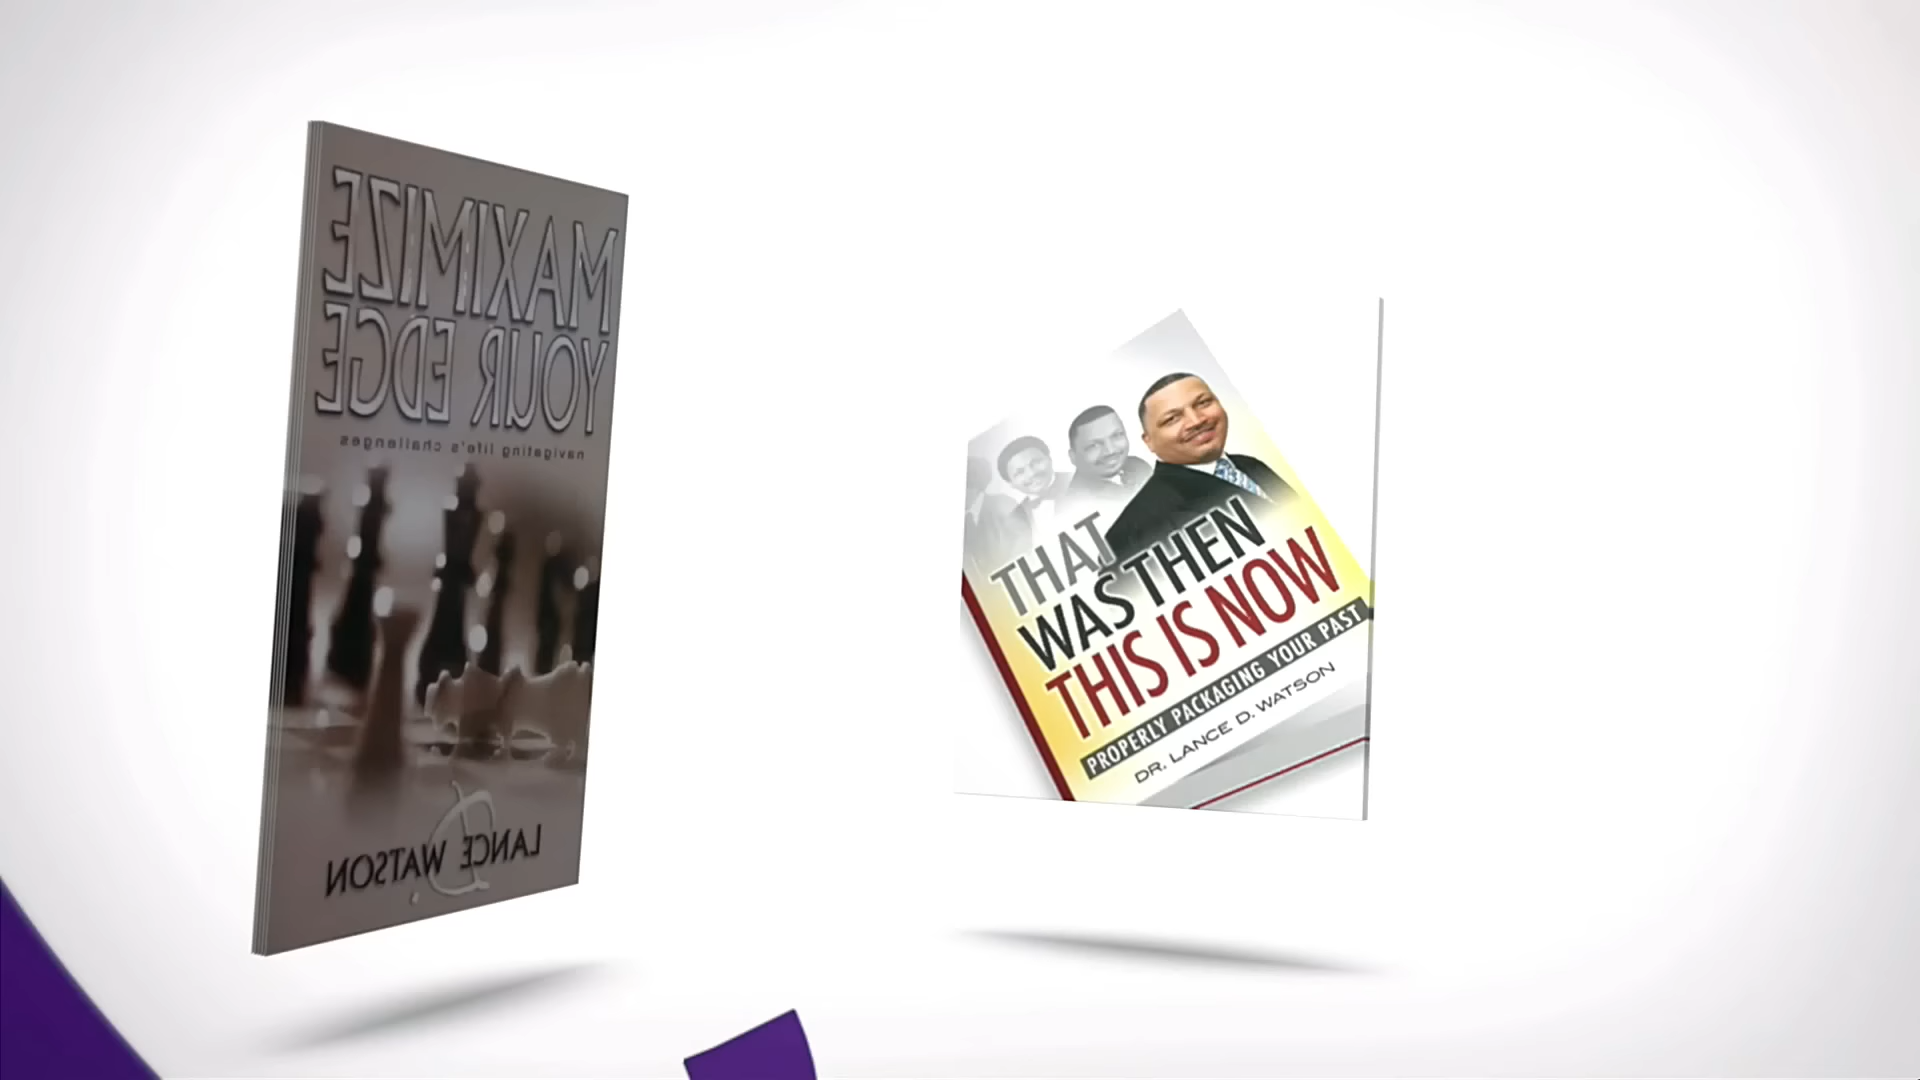 MAXIMIZE
YOUR EDGE
navigating life's challenges
LANCE WATSON
THAT
WAS THEN
THIS IS NOW
PROPERLY PACKAGING YOUR PAST
DR. LANCE D. WATSON